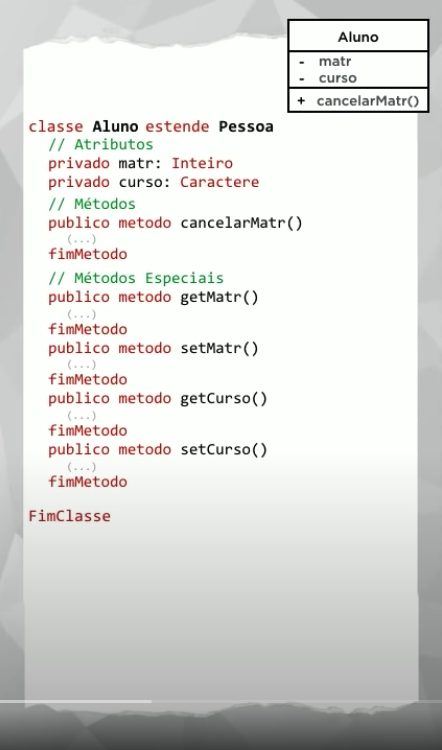 Aluno
- matr
- curso
+ cancelarMatr()
classe Aluno estende Pessoa
// Atributos
privado matr: Inteiro
privado curso: Caractere
// Métodos
publico metodo cancelarMatr()
(...)
fimMetodo
// Métodos Especiais
publico metodo getMatr()
(...)
fimMetodo
publico metodo setMatr()
(...)
fimMetodo
publico metodo getCurso()
(...)
fimMetodo
publico metodo setCurso()
(...)
fimMetodo
FimClasse